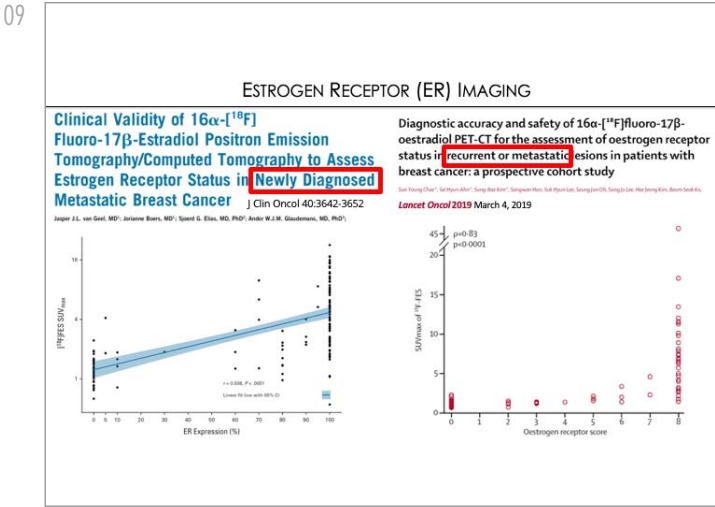 09
ESTROGEN RECEPTOR (ER) IMAGING
Clinical Validity of 16α-[¹⁸F]
Fluoro-17β-Estradiol Positron Emission
Tomography/Computed Tomography to Assess
Estrogen Receptor Status in Newly Diagnosed
Metastatic Breast Cancer J Clin Oncol 40:3642-3652
Jasper J.L. van Geel, MD¹; Jorianne Boers, MD¹; Sjoerd G. Elias, MD, PhD²; Andor W.J.M. Glaudemans, MD, PhD³;
[¹⁸F]FES SUVmax
16
4
1
r = 0.558, P < .0001
Linear fit line with 95% CI
0 5 10 20 30 40 50 60 70 80 90 100
ER Expression (%)
Diagnostic accuracy and safety of 16α-[¹⁸F]fluoro-17β-
oestradiol PET-CT for the assessment of oestrogen receptor
status in recurrent or metastatic lesions in patients with
breast cancer: a prospective cohort study
Lancet Oncol 2019 March 4, 2019
ρ=0·83
p<0·0001
SUVmax of ¹⁸F-FES
45
20
15
10
5
0
0 1 2 3 4 5 6 7 8
Oestrogen receptor score